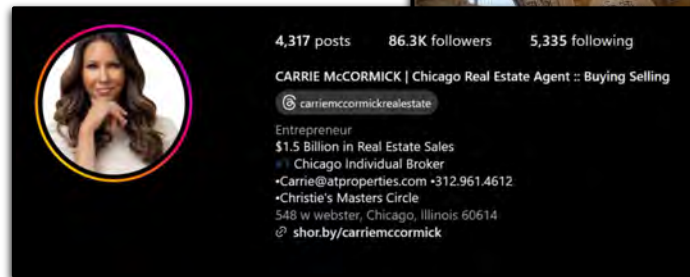 4,317 posts 86.3K followers 5,335 following
CARRIE McCORMICK | Chicago Real Estate Agent :: Buying Selling
carriemccormickrealestate
Entrepreneur
$1.5 Billion in Real Estate Sales
Chicago Individual Broker
•Carrie@atproperties.com •312.961.4612
•Christie's Masters Circle
548 w webster, Chicago, Illinois 60614
shor.by/carriemccormick